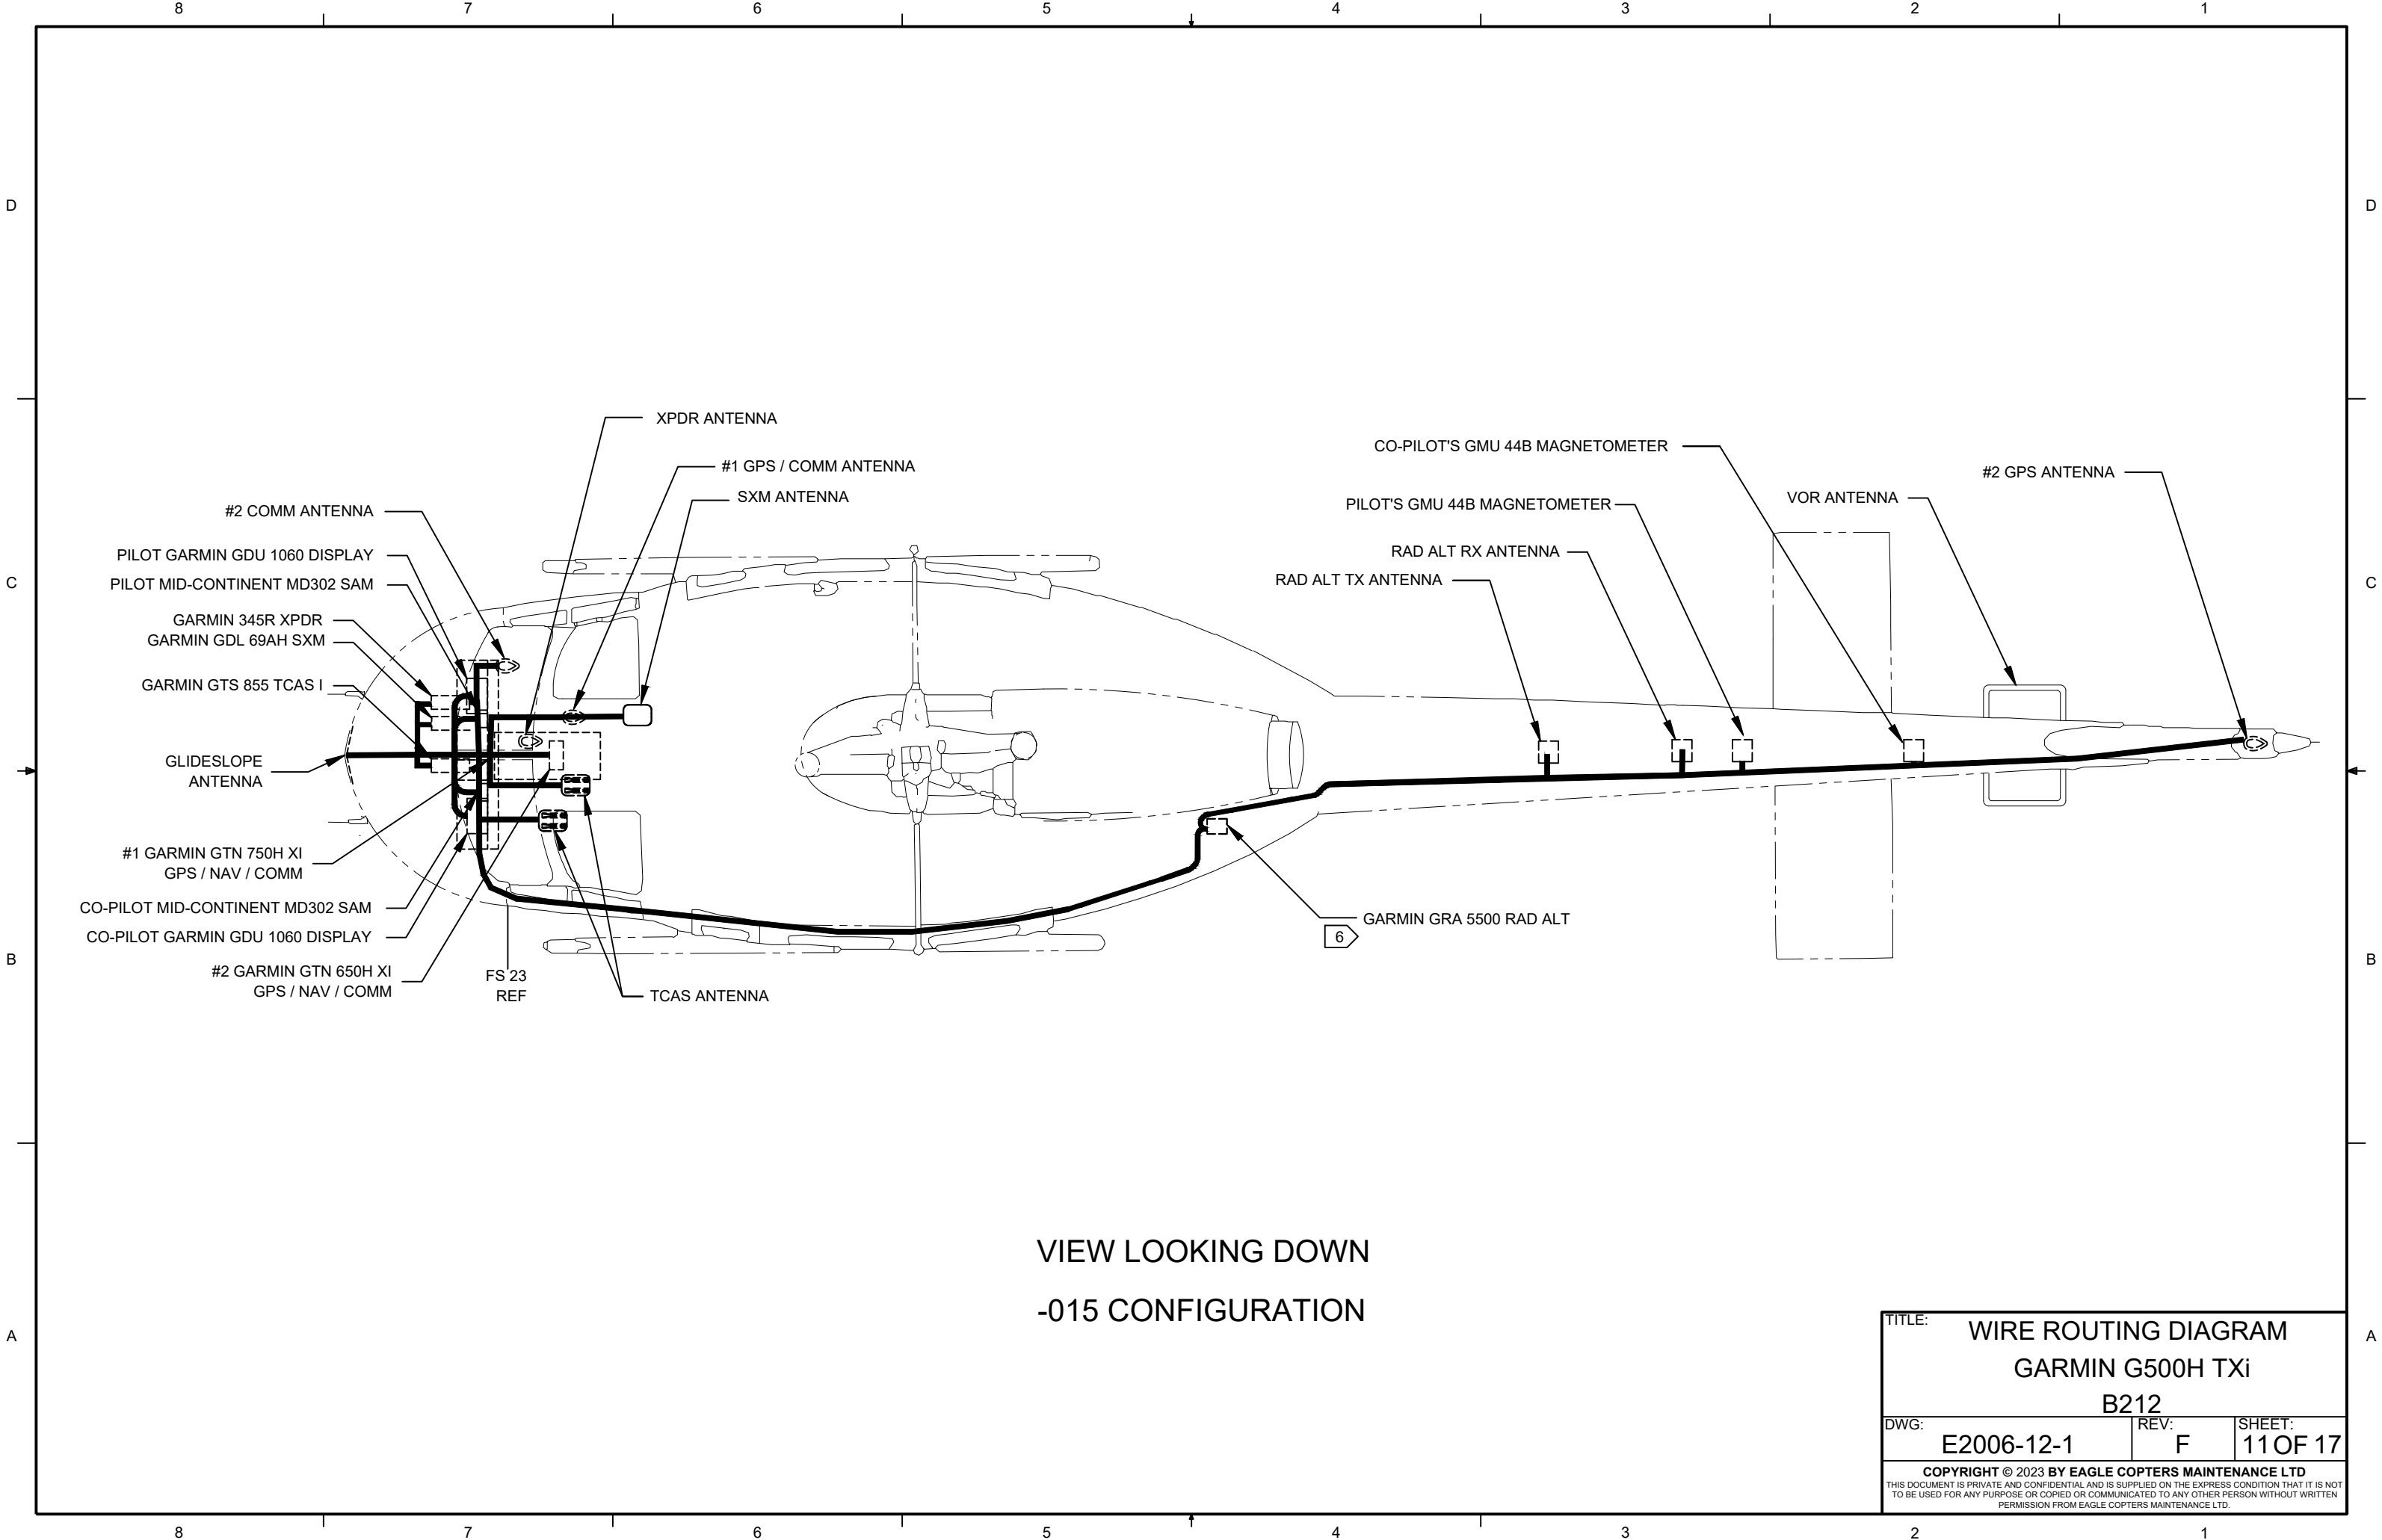 8 7 6 5 4 3 2 1
D D
XPDR ANTENNA
#1 GPS / COMM ANTENNA
SXM ANTENNA
CO-PILOT'S GMU 44B MAGNETOMETER
#2 GPS ANTENNA
VOR ANTENNA
PILOT'S GMU 44B MAGNETOMETER
RAD ALT RX ANTENNA
RAD ALT TX ANTENNA
#2 COMM ANTENNA
PILOT GARMIN GDU 1060 DISPLAY
PILOT MID-CONTINENT MD302 SAM
C C
GARMIN 345R XPDR
GARMIN GDL 69AH SXM
GARMIN GTS 855 TCAS I
GLIDESLOPE
ANTENNA
#1 GARMIN GTN 750H XI
GPS / NAV / COMM
CO-PILOT MID-CONTINENT MD302 SAM
CO-PILOT GARMIN GDU 1060 DISPLAY
B B
#2 GARMIN GTN 650H XI
GPS / NAV / COMM
FS 23
REF
TCAS ANTENNA
GARMIN GRA 5500 RAD ALT
6
VIEW LOOKING DOWN
-015 CONFIGURATION
A A
TITLE:
WIRE ROUTING DIAGRAM
GARMIN G500H TXi
B212
DWG:
E2006-12-1
REV:
F
SHEET:
11 OF 17
COPYRIGHT © 2023 BY EAGLE COPTERS MAINTENANCE LTD
THIS DOCUMENT IS PRIVATE AND CONFIDENTIAL AND IS SUPPLIED ON THE EXPRESS CONDITION THAT IT IS NOT
TO BE USED FOR ANY PURPOSE OR COPIED OR COMMUNICATED TO ANY OTHER PERSON WITHOUT WRITTEN
PERMISSION FROM EAGLE COPTERS MAINTENANCE LTD.
8 7 6 5 4 3 2 1